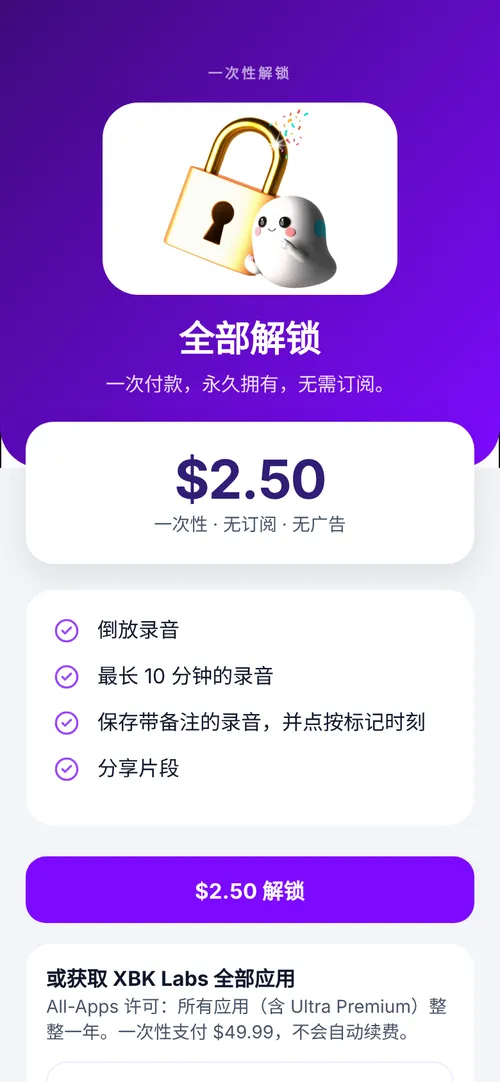 一次性解锁
全部解锁
一次付款，永久拥有，无需订阅。
$2.50
一次性 · 无订阅 · 无广告
倒放录音
最长 10 分钟的录音
保存带备注的录音，并点按标记时刻
分享片段
$2.50 解锁
或获取 XBK Labs 全部应用
All-Apps 许可：所有应用（含 Ultra Premium）整
整一年。一次性支付 $49.99，不会自动续费。